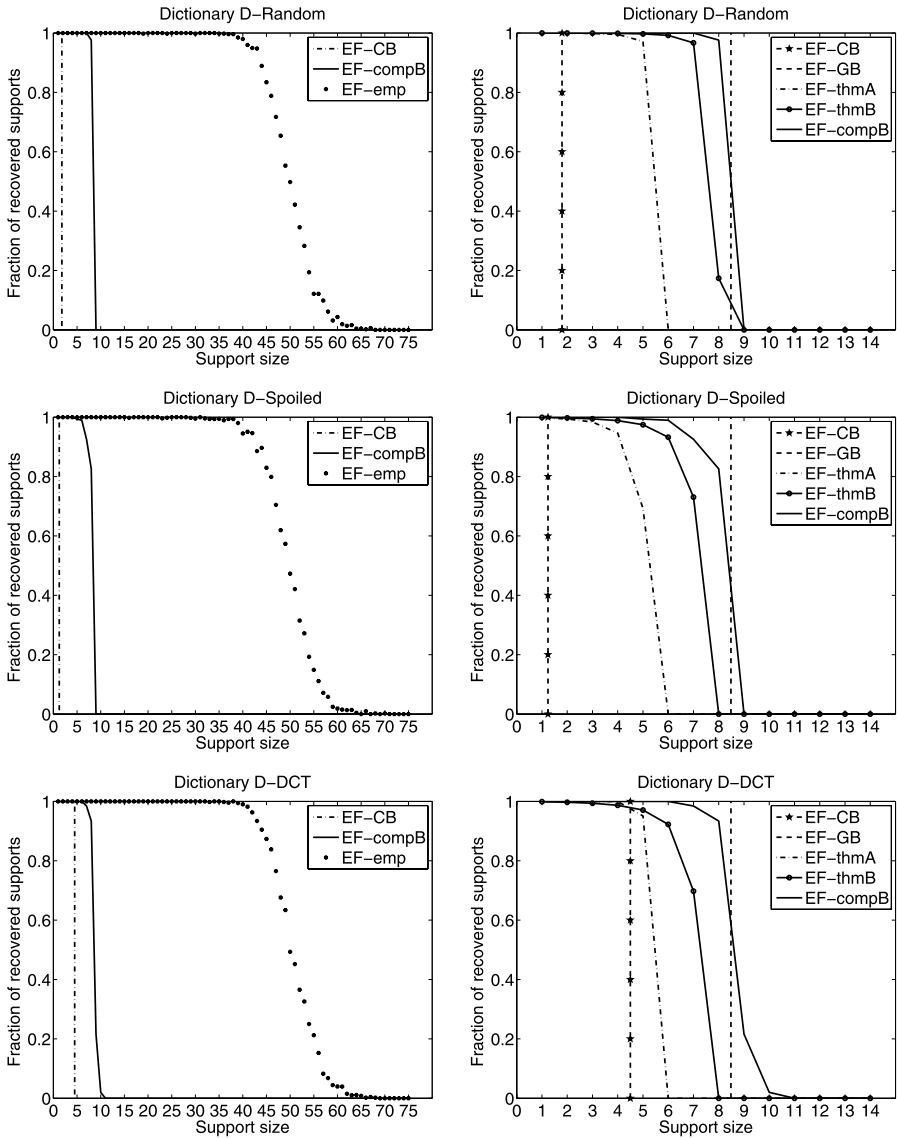 Dictionary D−Random
Fraction of recovered supports
1
0.8
0.6
0.4
0.2
0
0 5 10 15 20 25 30 35 40 45 50 55 60 65 70 75
Support size
EF−CB
EF−compB
EF−emp
Dictionary D−Random
Fraction of recovered supports
1
0.8
0.6
0.4
0.2
0
0 1 2 3 4 5 6 7 8 9 10 11 12 13 14
Support size
EF−CB
EF−GB
EF−thmA
EF−thmB
EF−compB
Dictionary D−Spoiled
Fraction of recovered supports
1
0.8
0.6
0.4
0.2
0
0 5 10 15 20 25 30 35 40 45 50 55 60 65 70 75
Support size
EF−CB
EF−compB
EF−emp
Dictionary D−Spoiled
Fraction of recovered supports
1
0.8
0.6
0.4
0.2
0
0 1 2 3 4 5 6 7 8 9 10 11 12 13 14
Support size
EF−CB
EF−GB
EF−thmA
EF−thmB
EF−compB
Dictionary D−DCT
Fraction of recovered supports
1
0.8
0.6
0.4
0.2
0
0 5 10 15 20 25 30 35 40 45 50 55 60 65 70 75
Support size
EF−CB
EF−compB
EF−emp
Dictionary D−DCT
Fraction of recovered supports
1
0.8
0.6
0.4
0.2
0
0 1 2 3 4 5 6 7 8 9 10 11 12 13 14
Support size
EF−CB
EF−GB
EF−thmA
EF−thmB
EF−compB